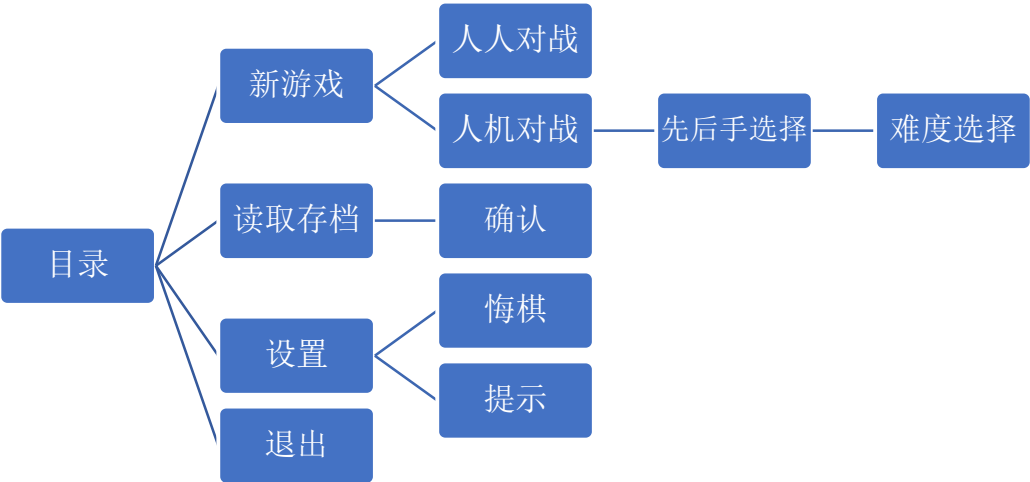 目录
新游戏
人人对战
人机对战
先后手选择
难度选择
读取存档
确认
设置
悔棋
提示
退出